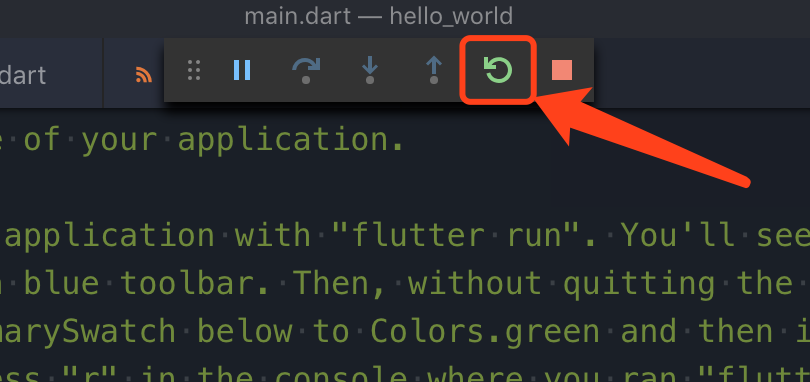 main.dart — hello_world
dart
of your application.
application with "flutter run". You'll see
blue toolbar. Then, without quitting the
marySwatch below to Colors.green and then i
ess "r" in the console where you ran "flutt